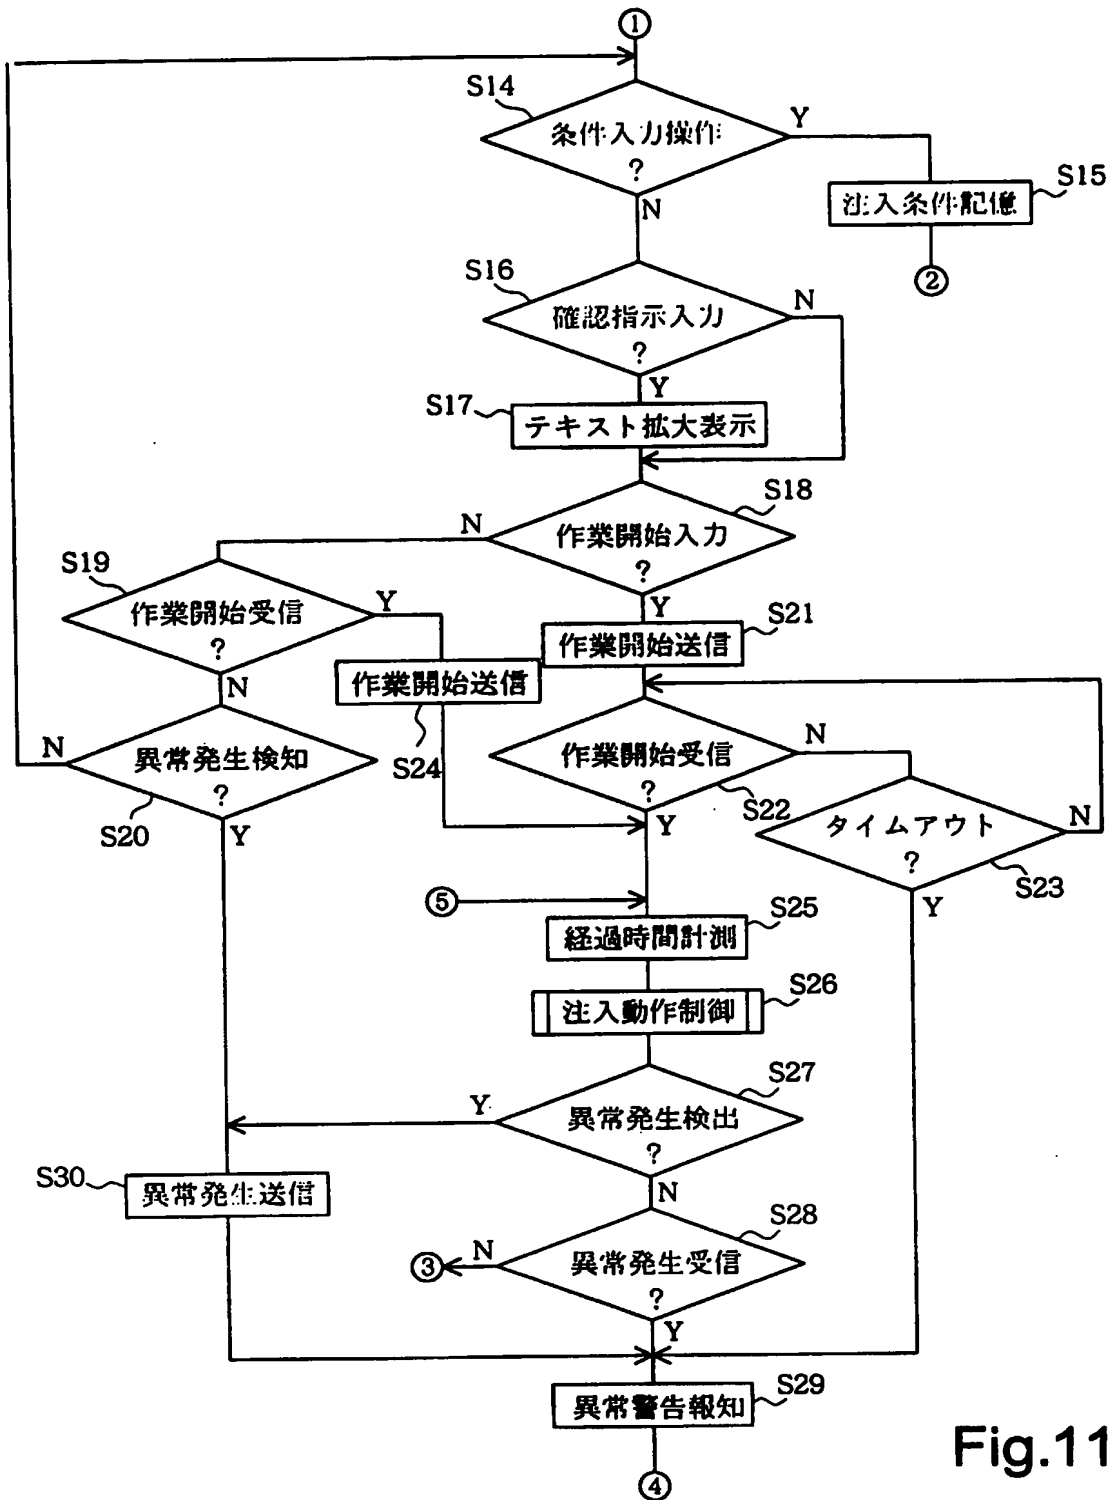 ①
S14
条件入力操作
?
Y
N
S15
注入条件記憶
②
S16
確認指示入力
?
N
Y
S17
テキスト拡大表示
S18
作業開始入力
?
N
Y
S19
作業開始受信
?
Y
N
S21
作業開始送信
作業開始送信
S24
S20
異常発生検知
?
N
Y
作業開始受信
?
S22
N
Y
タイムアウト
?
S23
N
Y
⑤
S25
経過時間計測
S26
注入動作制御
S27
異常発生検出
?
Y
N
S30
異常発生送信
S28
異常発生受信
?
N
Y
③
S29
異常警告報知
④
Fig.11